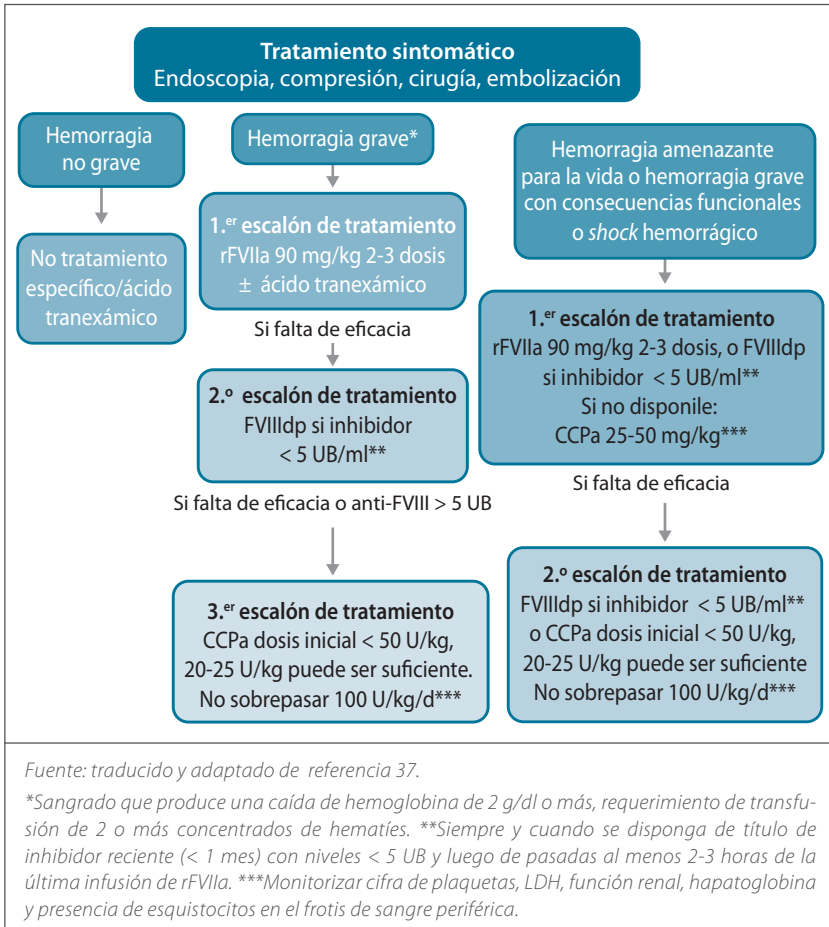 Tratamiento sintomático
Endoscopia, compresión, cirugía, embolización
Hemorragia
no grave
No tratamiento
específico/ácido
tranexámico
Hemorragia grave*
1.er escalón de tratamiento
rFVIIa 90 mg/kg 2-3 dosis
± ácido tranexámico
Si falta de eficacia
2.º escalón de tratamiento
FVIIIdp si inhibidor
< 5 UB/ml**
Si falta de eficacia o anti-FVIII > 5 UB
3.er escalón de tratamiento
CCPa dosis inicial < 50 U/kg,
20-25 U/kg puede ser suficiente.
No sobrepasar 100 U/kg/d***
Hemorragia amenazante
para la vida o hemorragia grave
con consecuencias funcionales
o shock hemorrágico
1.er escalón de tratamiento
rFVIIa 90 mg/kg 2-3 dosis, o FVIIIdp
si inhibidor < 5 UB/ml**
Si no disponile:
CCPa 25-50 mg/kg***
Si falta de eficacia
2.º escalón de tratamiento
FVIIIdp si inhibidor < 5 UB/ml**
o CCPa dosis inicial < 50 U/kg,
20-25 U/kg puede ser suficiente
No sobrepasar 100 U/kg/d***
Fuente: traducido y adaptado de referencia 37.
*Sangrado que produce una caída de hemoglobina de 2 g/dl o más, requerimiento de transfu-
sión de 2 o más concentrados de hematíes. **Siempre y cuando se disponga de título de
inhibidor reciente (< 1 mes) con niveles < 5 UB y luego de pasadas al menos 2-3 horas de la
última infusión de rFVIIa. ***Monitorizar cifra de plaquetas, LDH, función renal, hapatoglobina
y presencia de esquistocitos en el frotis de sangre periférica.